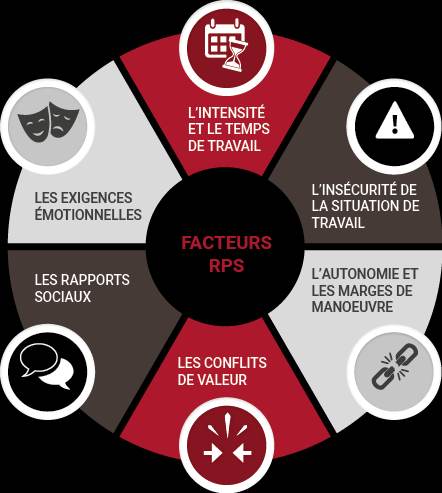 L'INTENSITÉ
ET LE TEMPS
DE TRAVAIL
L'INSÉCURITÉ DE
LA SITUATION DE
TRAVAIL
L'AUTONOMIE ET
LES MARGES DE
MANOEUVRE
LES CONFLITS
DE VALEUR
LES RAPPORTS
SOCIAUX
LES EXIGENCES
ÉMOTIONNELLES
FACTEURS
RPS